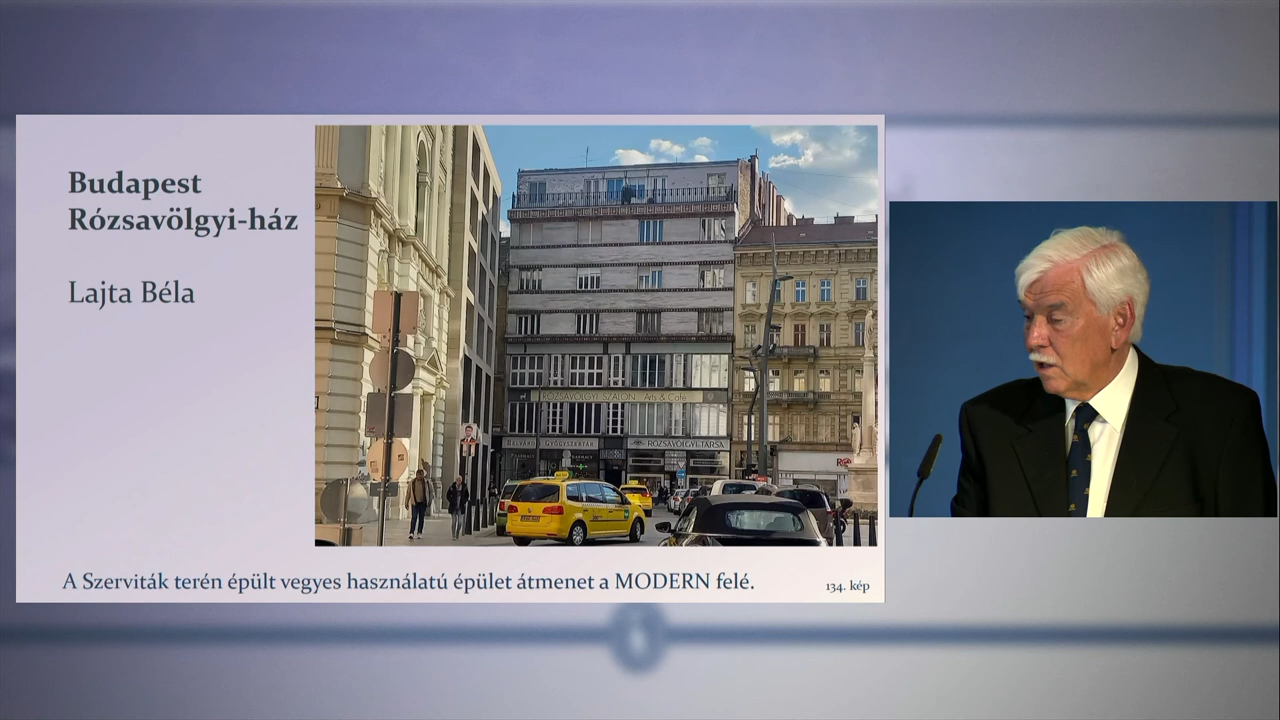 Budapest
Rózsavölgyi-ház
Lajta Béla
RÓZSAVÖLGYI SZALON Arts & Café
BELVÁROSI GYÓGYSZERTÁR
RÓZSAVÖLGYI TÁRSA
A Szerviták terén épült vegyes használatú épület átmenet a MODERN felé.
134. kép